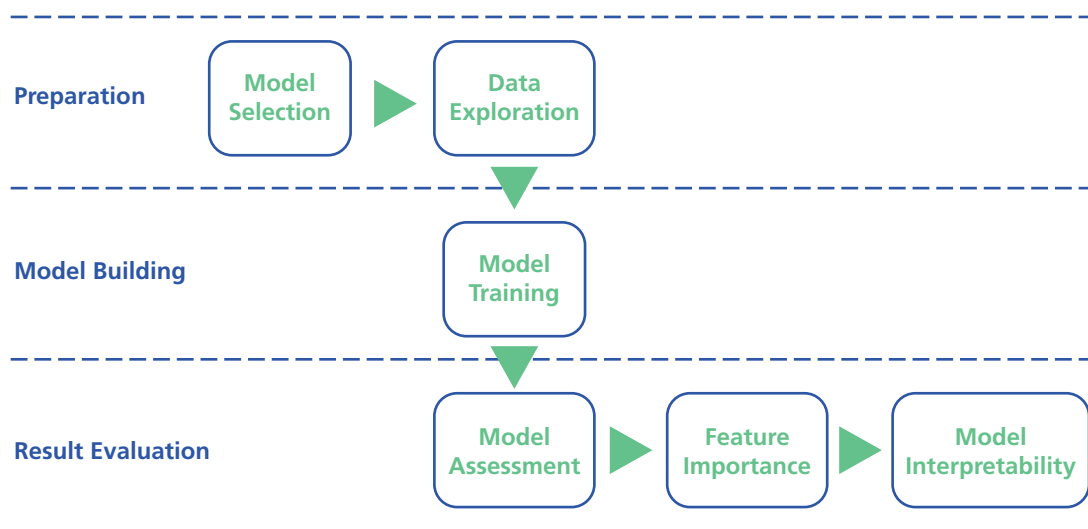 Preparation
Model
Selection
Data
Exploration
Model Building
Model
Training
Result Evaluation
Model
Assessment
Feature
Importance
Model
Interpretability